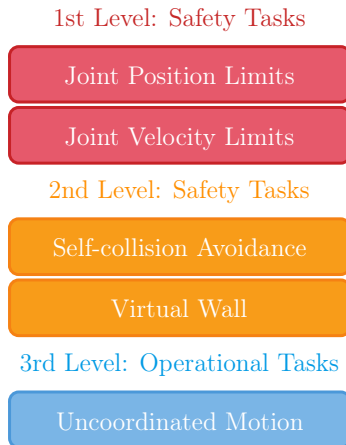 1st Level: Safety Tasks
Joint Position Limits
Joint Velocity Limits
2nd Level: Safety Tasks
Self-collision Avoidance
Virtual Wall
3rd Level: Operational Tasks
Uncoordinated Motion